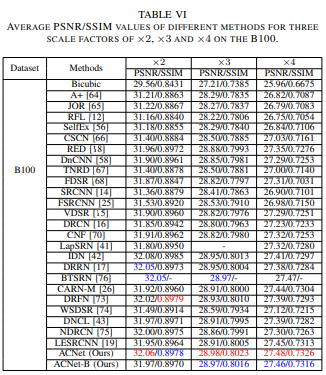 TABLE VI
AVERAGE PSNR/SSIM VALUES OF DIFFERENT METHODS FOR THREE
SCALE FACTORS OF ×2, ×3 AND ×4 ON THE B100.
Dataset Methods ×2 ×3 ×4
PSNR/SSIM PSNR/SSIM PSNR/SSIM
B100
Bicubic 29.56/0.8431 27.21/0.7385 25.96/0.6675
A+ [64] 31.21/0.8863 28.29/0.7835 26.82/0.7087
JOR [65] 31.22/0.8867 28.27/0.7837 26.79/0.7083
RFL [12] 31.16/0.8840 28.22/0.7806 26.75/0.7054
SelfEx [56] 31.18/0.8855 28.29/0.7840 26.84/0.7106
CSCN [66] 31.40/0.8884 28.50/0.7885 27.03/0.7161
RED [18] 31.96/0.8972 28.88/0.7993 27.35/0.7276
DnCNN [58] 31.90/0.8961 28.85/0.7981 27.29/0.7253
TNRD [67] 31.40/0.8878 28.50/0.7881 27.00/0.7140
FDSR [68] 31.87/0.8847 28.82/0.7797 27.31/0.7031
SRCNN [14] 31.36/0.8879 28.41/0.7863 26.90/0.7101
FSRCNN [25] 31.53/0.8920 28.53/0.7910 26.98/0.7150
VDSR [15] 31.90/0.8960 28.82/0.7976 27.29/0.7251
DRCN [16] 31.85/0.8942 28.80/0.7963 27.23/0.7233
CNF [70] 31.91/0.8962 28.82/0.7980 27.32/0.7253
LapSRN [41] 31.80/0.8950 - 27.32/0.7280
IDN [42] 32.08/0.8985 28.95/0.8013 27.41/0.7297
DRRN [17] 32.05/0.8973 28.95/0.8004 27.38/0.7284
BTSRN [76] 32.05/- 28.97/- 27.47/-
CARN-M [26] 31.92/0.8960 28.91/0.8000 27.44/0.7304
DRFN [73] 32.02/0.8979 28.93/0.8010 27.39/0.7293
WSDSR [74] 31.49/0.8914 28.59/0.7934 27.12/0.7215
DNCL [43] 31.97/0.8971 28.91/0.7995 27.39/0.7282
NDRCN [75] 32.00/0.8975 28.86/0.7991 27.30/0.7263
LESRCNN [19] 31.95/0.8964 28.91/0.8005 27.45/0.7313
ACNet (Ours) 32.06/0.8978 28.98/0.8023 27.48/0.7326
ACNet-B (Ours) 31.97/0.8970 28.97/0.8016 27.46/0.7316